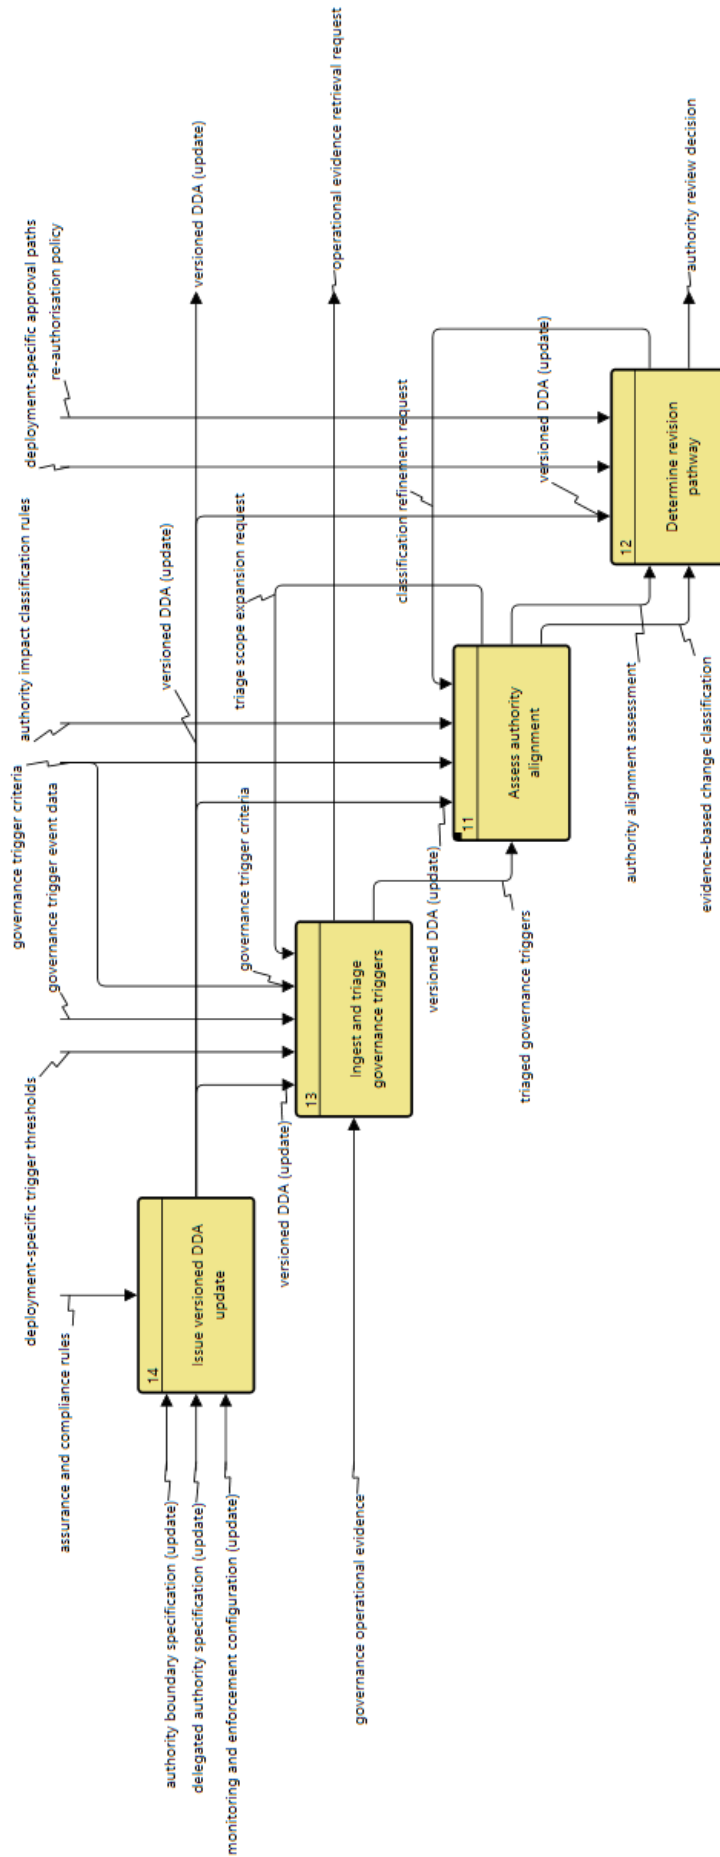 deployment-specific approval paths
re-authorisation policy
authority impact classification rules
governance trigger criteria
governance trigger event data
deployment-specific trigger thresholds
assurance and compliance rules
versioned DDA (update)
operational evidence retrieval request
authority review decision
versioned DDA (update)
triage scope expansion request
classification refinement request
versioned DDA (update)
governance trigger criteria
versioned DDA (update)
versioned DDA (update)
authority boundary specification (update)
delegated authority specification (update)
monitoring and enforcement configuration (update)
governance operational evidence
14
Issue versioned DDA
update
13
Ingest and triage
governance triggers
triaged governance triggers
11
Assess authority
alignment
authority alignment assessment
evidence-based change classification
12
Determine revision
pathway